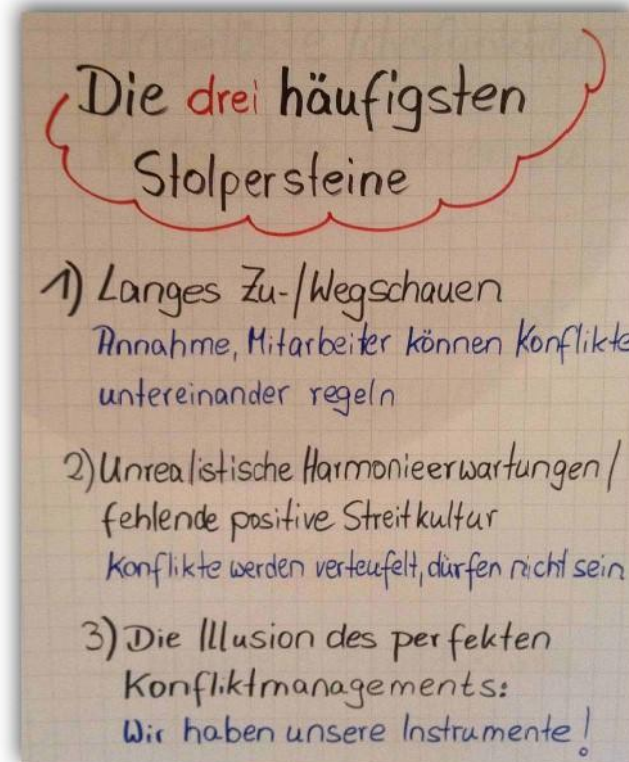 Die drei häufigsten
Stolpersteine
1) Langes Zu-/Wegschauen
Annahme, Mitarbeiter können Konflikte
untereinander regeln
2) Unrealistische Harmonieerwartungen/
fehlende positive Streitkultur
Konflikte werden verteufelt, dürfen nicht sein
3) Die Illusion des perfekten
Konfliktmanagements:
Wir haben unsere Instrumente!